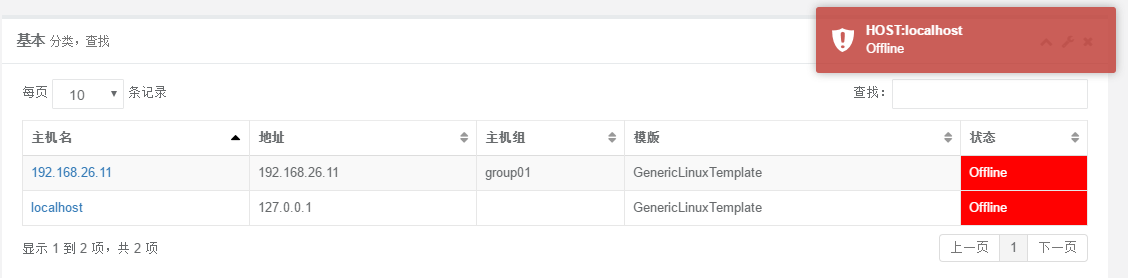 基本 分类，查找
HOST:localhost
Offline
每页 10 条记录
查找：
主机名 地址 主机组 模版 状态
192.168.26.11 192.168.26.11 group01 GenericLinuxTemplate Offline
localhost 127.0.0.1 GenericLinuxTemplate Offline
显示 1 到 2 项，共 2 项
上一页 1 下一页